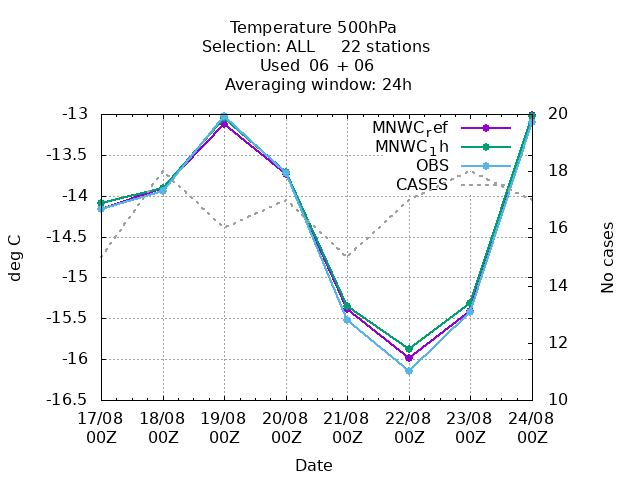 Temperature 500hPa
Selection: ALL 22 stations
Used 06 + 06
Averaging window: 24h
-13
-13.5
-14
-14.5
-15
-15.5
-16
-16.5
deg C
20
18
16
14
12
10
No cases
MNWCref
MNWC1h
OBS
CASES
17/08 18/08 19/08 20/08 21/08 22/08 23/08 24/08
00Z 00Z 00Z 00Z 00Z 00Z 00Z 00Z
Date